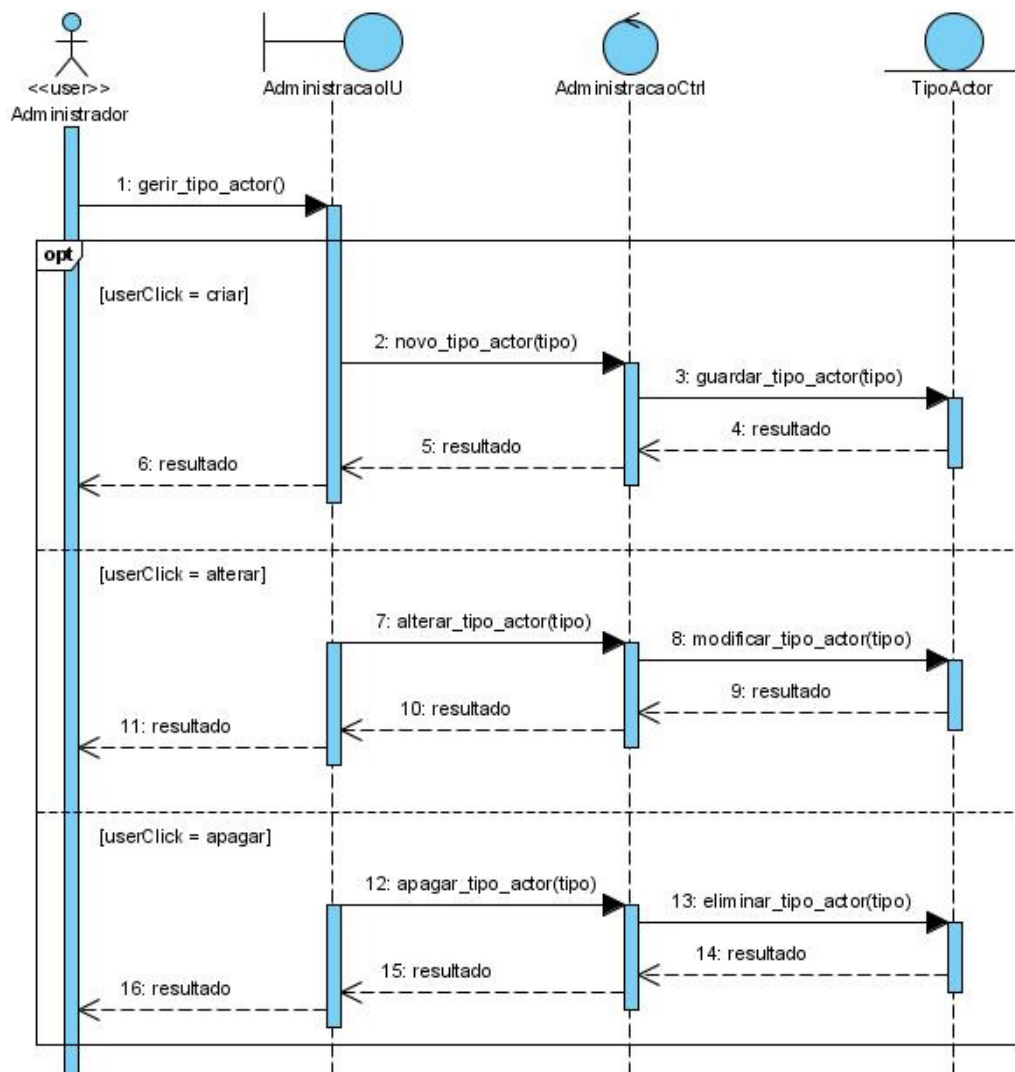 <<user>>
Administrador
AdministracaoIU
AdministracaoCtrl
TipoActor
1: gerir_tipo_actor()
opt
[userClick = criar]
2: novo_tipo_actor(tipo)
3: guardar_tipo_actor(tipo)
4: resultado
5: resultado
6: resultado
[userClick = alterar]
7: alterar_tipo_actor(tipo)
8: modificar_tipo_actor(tipo)
9: resultado
10: resultado
11: resultado
[userClick = apagar]
12: apagar_tipo_actor(tipo)
13: eliminar_tipo_actor(tipo)
14: resultado
15: resultado
16: resultado